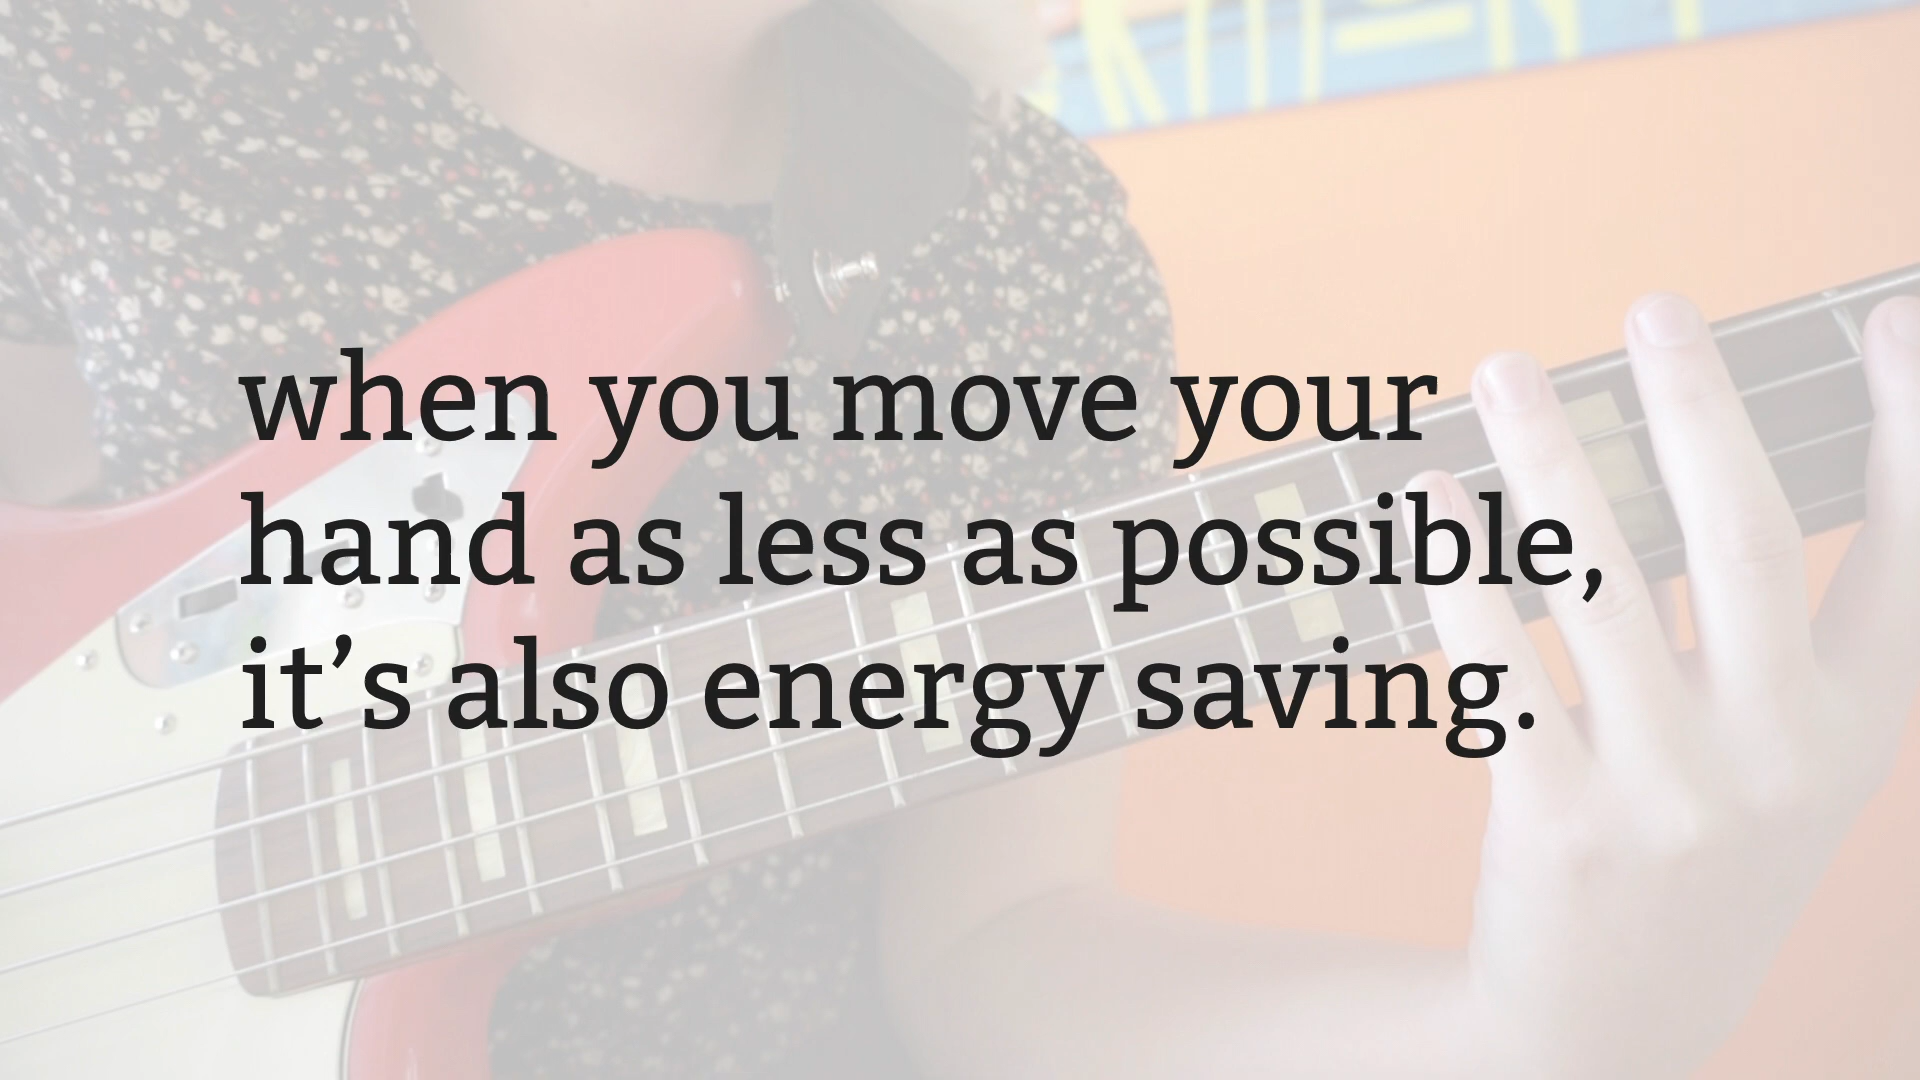 when you move your
hand as less as possible,
it’s also energy saving.